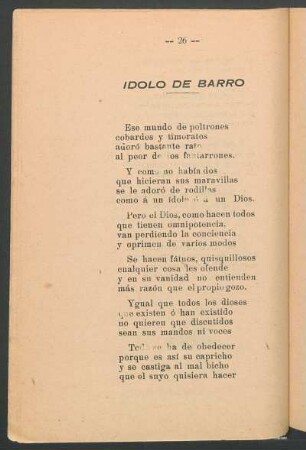 — 26 —
IDOLO DE BARRO
Ese mundo de poltrones
cobardes y timoratos
adoró bastante rato
al peor de los fanfarrones.
Y como no había dos
que hicieran sus maravillas
se le adoró de rodillas
como á un ídolo ó á un Dios.
Pero el Dios, como hacen todos
que tienen omnipotencia,
van perdiendo la conciencia
y oprimen de varios modos
Se hacen fátuos, quisquillosos
cualquier cosa les ofende
y en su vanidad no entienden
más razón que el propio gozo.
Ygual que todos los dioses
que existen ó han existido
no quieren que discutidos
sean sus mandos ni voces
Todo se ha de obedecer
porque es así su capricho
y se castiga al mal bicho
que el suyo quisiera hacer